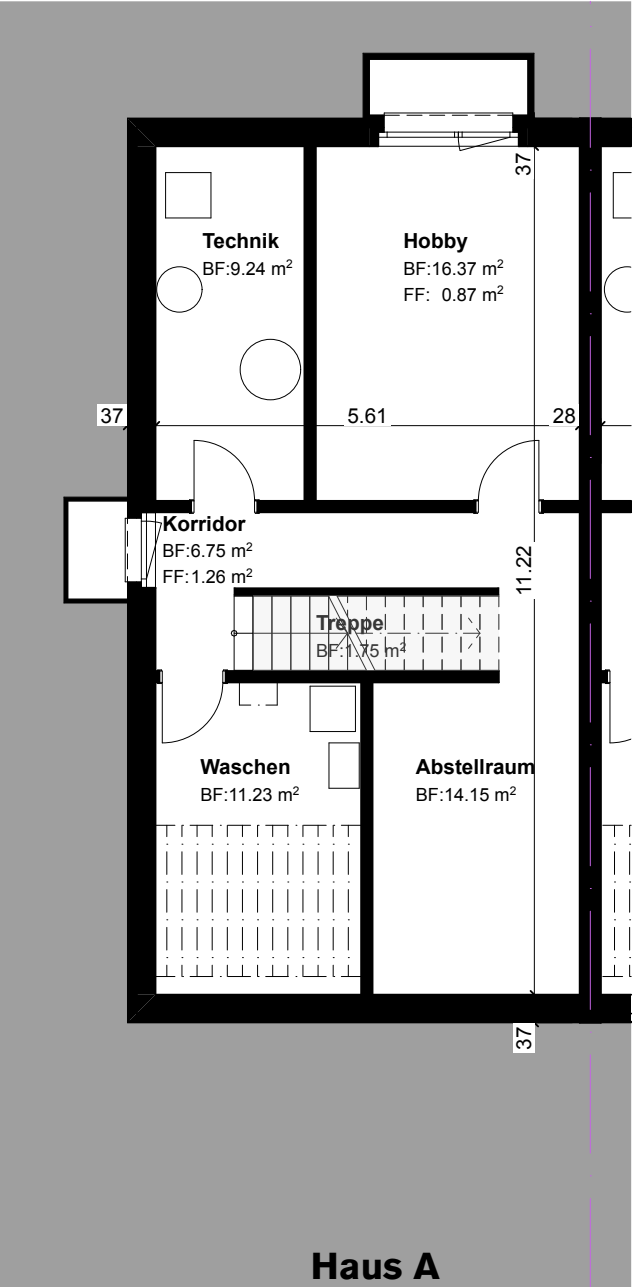 37
Technik
BF:9.24 m²
Hobby
BF:16.37 m²
FF: 0.87 m²
37
5.61
28
Korridor
BF:6.75 m²
FF:1.26 m²
11.22
Treppe
BF:1.75 m²
Waschen
BF:11.23 m²
Abstellraum
BF:14.15 m²
37
Haus A